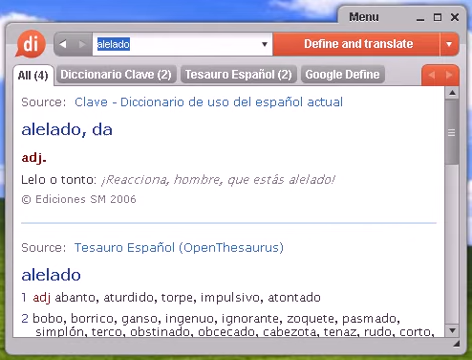 Menu
di
alelado
Define and translate
All (4)
Diccionario Clave (2)
Tesauro Español (2)
Google Define
Source: Clave - Diccionario de uso del español actual
alelado, da
adj.
Lelo o tonto: ¡Reacciona, hombre, que estás alelado!
© Ediciones SM 2006
Source: Tesauro Español (OpenThesaurus)
alelado
1 adj abanto, aturdido, torpe, impulsivo, atontado
2 bobo, borrico, ganso, ingenuo, ignorante, zoquete, pasmado,
simplón, terco, obstinado, obcecado, cabezota, tenaz, rudo, corto,